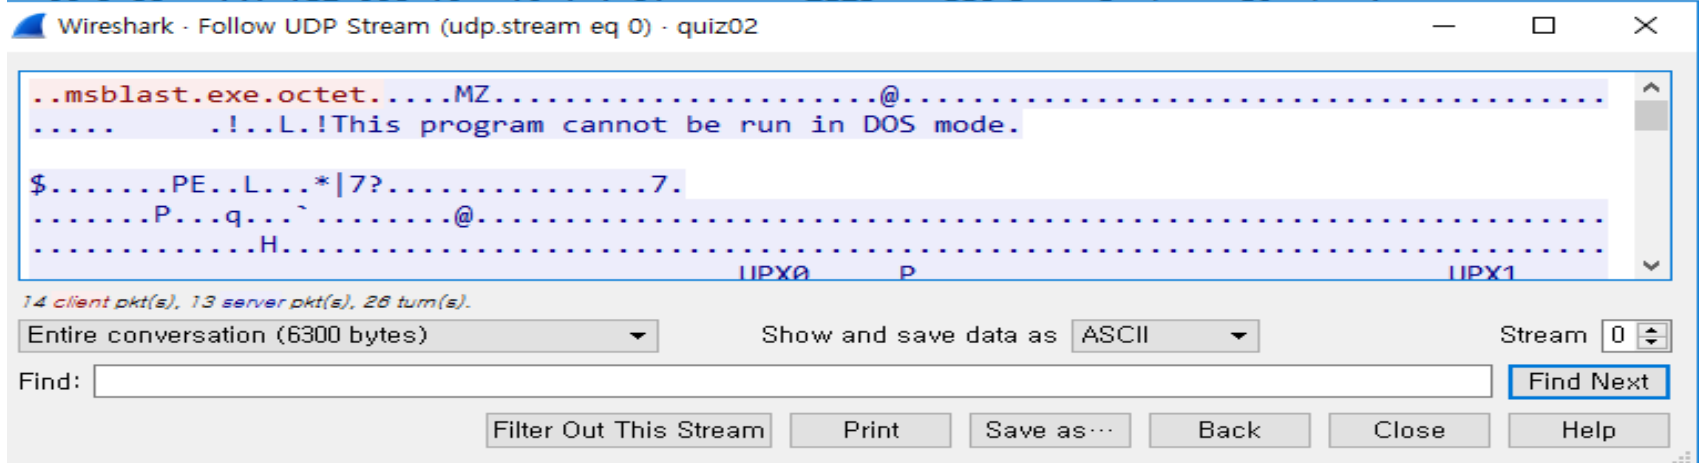 Wireshark · Follow UDP Stream (udp.stream eq 0) · quiz02
..msblast.exe.octet.....MZ......................@........................................
.....      .!..L.!This program cannot be run in DOS mode.
$.......PE..L...*|7?...............7.
.......P...q...`........@................................................................
.............H...........................................................................
UPX0 P UPX1
14 client pkt(s), 13 server pkt(s), 26 turn(s).
Entire conversation (6300 bytes) Show and save data as ASCII Stream 0
Find: Find Next
Filter Out This Stream Print Save as… Back Close Help